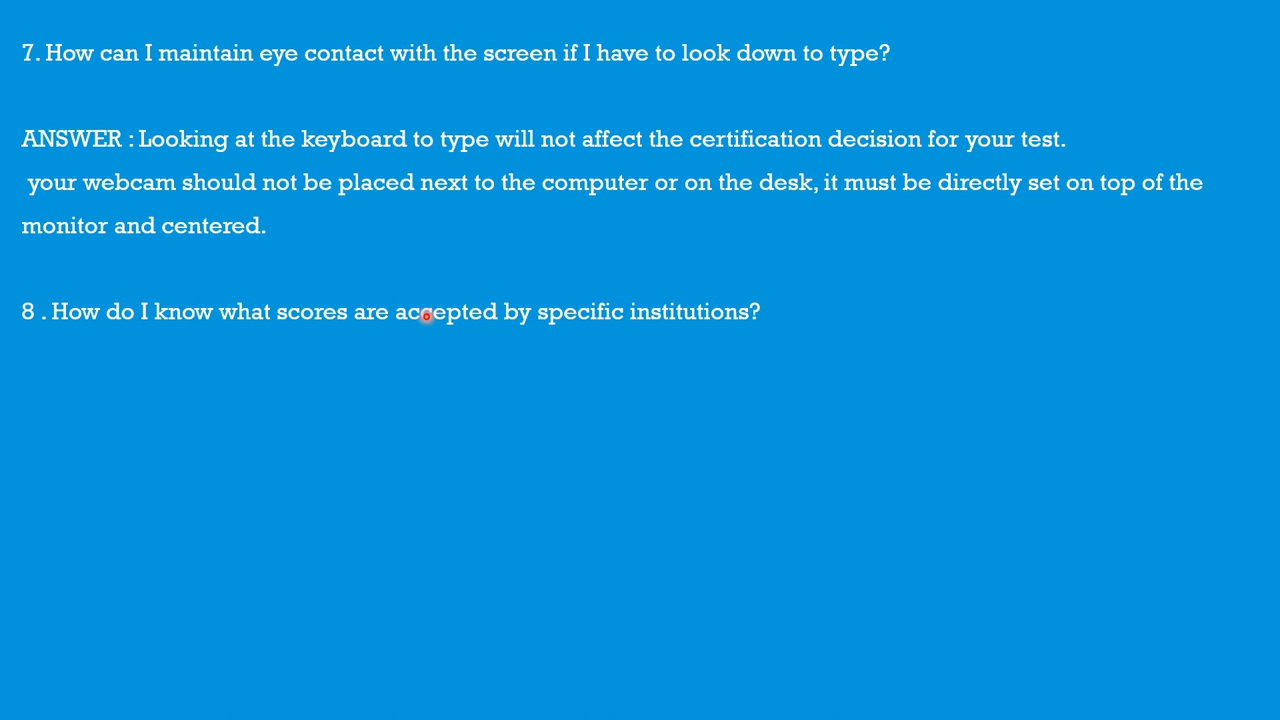 7. How can I maintain eye contact with the screen if I have to look down to type?
ANSWER : Looking at the keyboard to type will not affect the certification decision for your test.
your webcam should not be placed next to the computer or on the desk, it must be directly set on top of the
monitor and centered.
8 . How do I know what scores are accepted by specific institutions?